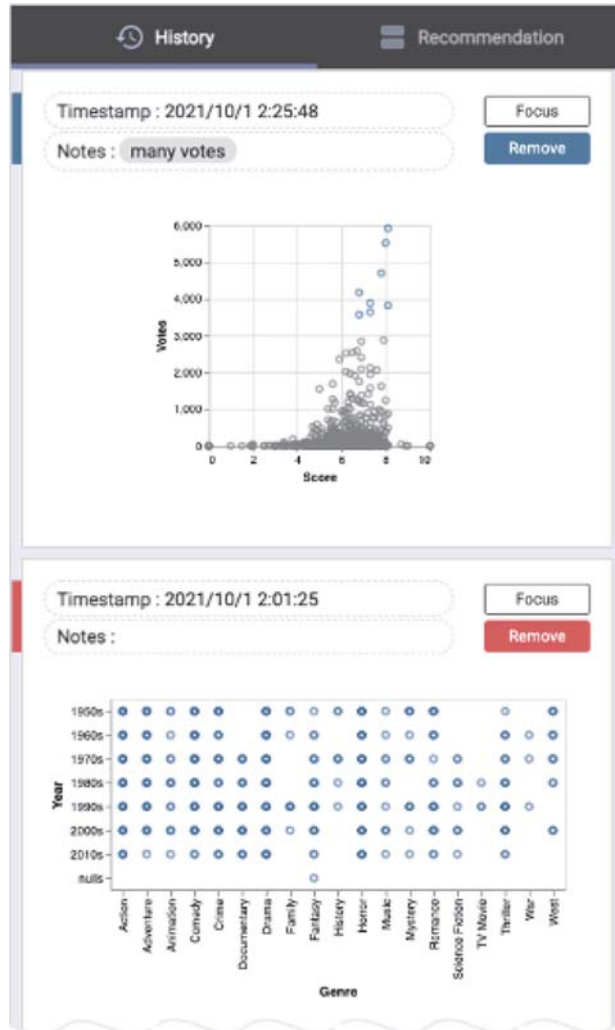 History Recommendation
Timestamp : 2021/10/1 2:25:48 Focus
Notes : many votes Remove
6,000
5,000
4,000
3,000
2,000
1,000
0
Votes
0 2 4 6 8 10
Score
Timestamp : 2021/10/1 2:01:25 Focus
Notes : Remove
1950s
1960s
1970s
1980s
1990s
2000s
2010s
nulls
Year
Action Adventure Animation Comedy Crime Documentary Drama Family Fantasy History Horror Music Mystery Romance Science Fiction TV Movie Thriller War West
Genre